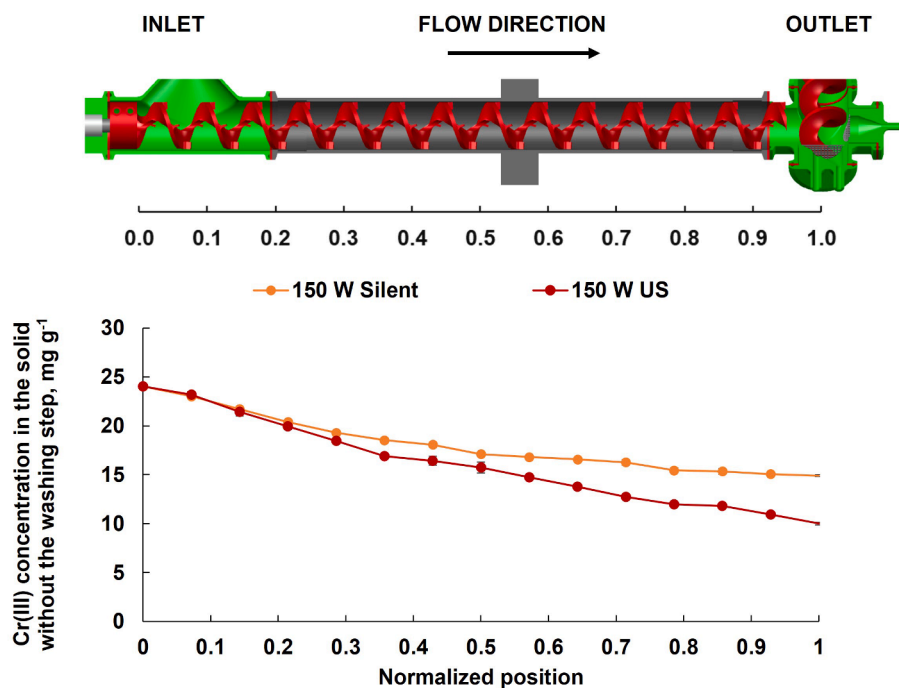 INLET FLOW DIRECTION OUTLET
0.0 0.1 0.2 0.3 0.4 0.5 0.6 0.7 0.8 0.9 1.0
150 W Silent 150 W US
Cr(III) concentration in the solid
without the washing step, mg g⁻¹
30
25
20
15
10
5
0
0 0.1 0.2 0.3 0.4 0.5 0.6 0.7 0.8 0.9 1
Normalized position